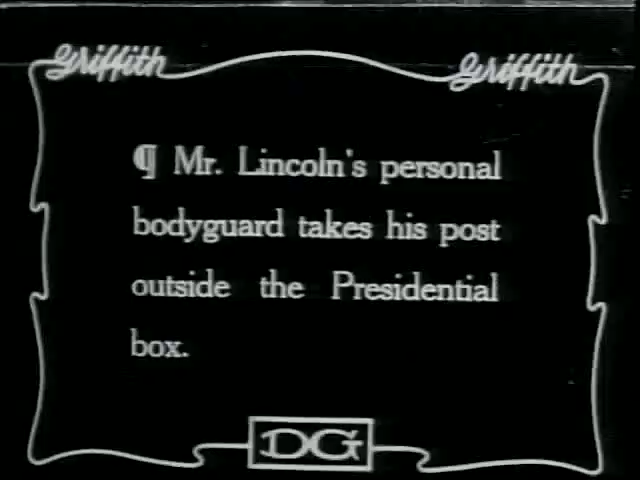 Griffith Griffith
¶ Mr. Lincoln's personal
bodyguard takes his post
outside the Presidential
box.
DG